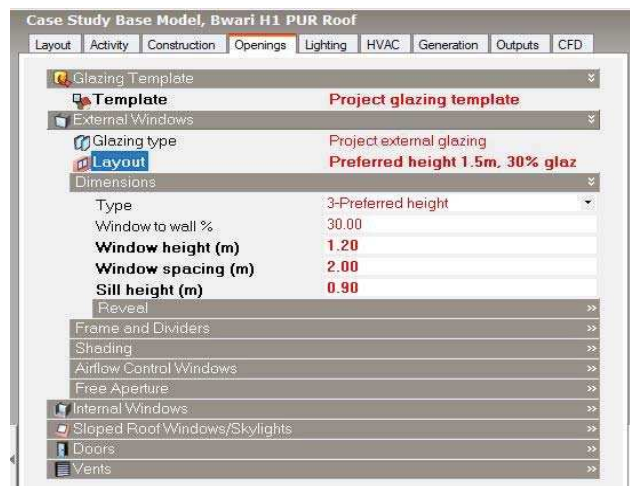 Case Study Base Model, Bwari H1 PUR Roof
Layout Activity Construction Openings Lighting HVAC Generation Outputs CFD
Glazing Template
Template Project glazing template
External Windows
Glazing type Project external glazing
Layout Preferred height 1.5m, 30% glaz
Dimensions
Type 3-Preferred height
Window to wall % 30.00
Window height (m) 1.20
Window spacing (m) 2.00
Sill height (m) 0.90
Reveal
Frame and Dividers
Shading
Airflow Control Windows
Free Aperture
Internal Windows
Sloped Roof Windows/Skylights
Doors
Vents